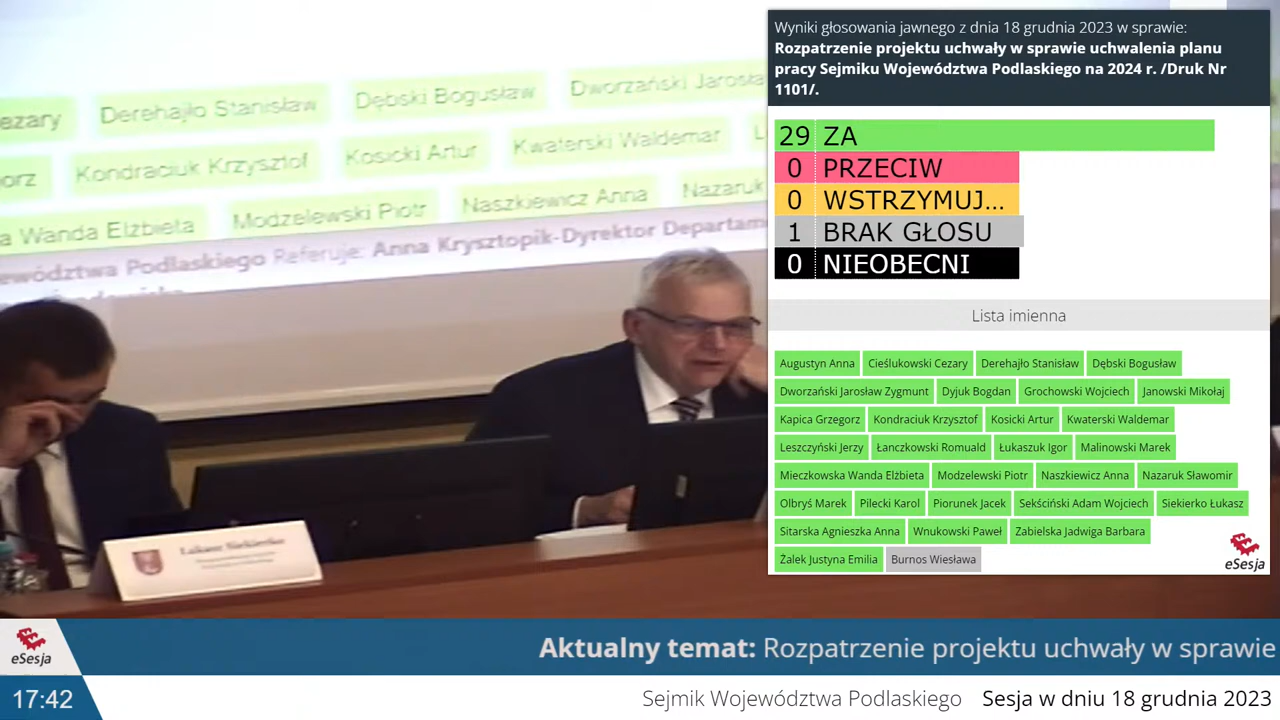 ezary Derehajło Stanisław Dębski Bogusław Dworzański Jarosła
orz Kondraciuk Krzysztof Kosicki Artur Kwaterski Waldemar
a Wanda Elżbieta Modzelewski Piotr Naszkiewicz Anna Nazaruk
ewództwa Podlaskiego Referuje: Anna Krysztopik-Dyrektor Departame
Wyniki głosowania jawnego z dnia 18 grudnia 2023 w sprawie:
Rozpatrzenie projektu uchwały w sprawie uchwalenia planu
pracy Sejmiku Województwa Podlaskiego na 2024 r. /Druk Nr
1101/.
29 ZA
0 PRZECIW
0 WSTRZYMUJ...
1 BRAK GŁOSU
0 NIEOBECNI
Lista imienna
Augustyn Anna Cieślukowski Cezary Derehajło Stanisław Dębski Bogusław
Dworzański Jarosław Zygmunt Dyjuk Bogdan Grochowski Wojciech Janowski Mikołaj
Kapica Grzegorz Kondraciuk Krzysztof Kosicki Artur Kwaterski Waldemar
Leszczyński Jerzy Łanczkowski Romuald Łukaszuk Igor Malinowski Marek
Mieczkowska Wanda Elżbieta Modzelewski Piotr Naszkiewicz Anna Nazaruk Sławomir
Olbryś Marek Pilecki Karol Piorunek Jacek Sekściński Adam Wojciech Siekierko Łukasz
Sitarska Agnieszka Anna Wnukowski Paweł Zabielska Jadwiga Barbara
Żalek Justyna Emilia Burnos Wiesława
eSesja
Łukasz Siekierko
Aktualny temat: Rozpatrzenie projektu uchwały w sprawie
eSesja
17:42
Sejmik Województwa Podlaskiego Sesja w dniu 18 grudnia 2023